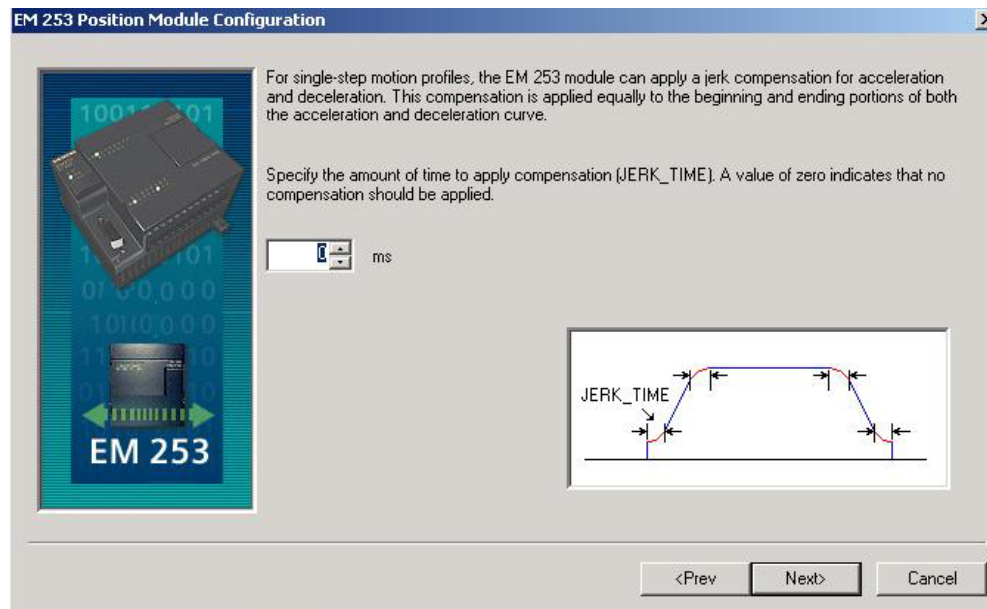 EM 253 Position Module Configuration
For single-step motion profiles, the EM 253 module can apply a jerk compensation for acceleration
and deceleration. This compensation is applied equally to the beginning and ending portions of both
the acceleration and deceleration curve.
Specify the amount of time to apply compensation (JERK_TIME). A value of zero indicates that no
compensation should be applied.
0 ms
JERK_TIME
EM 253
<Prev
Next>
Cancel